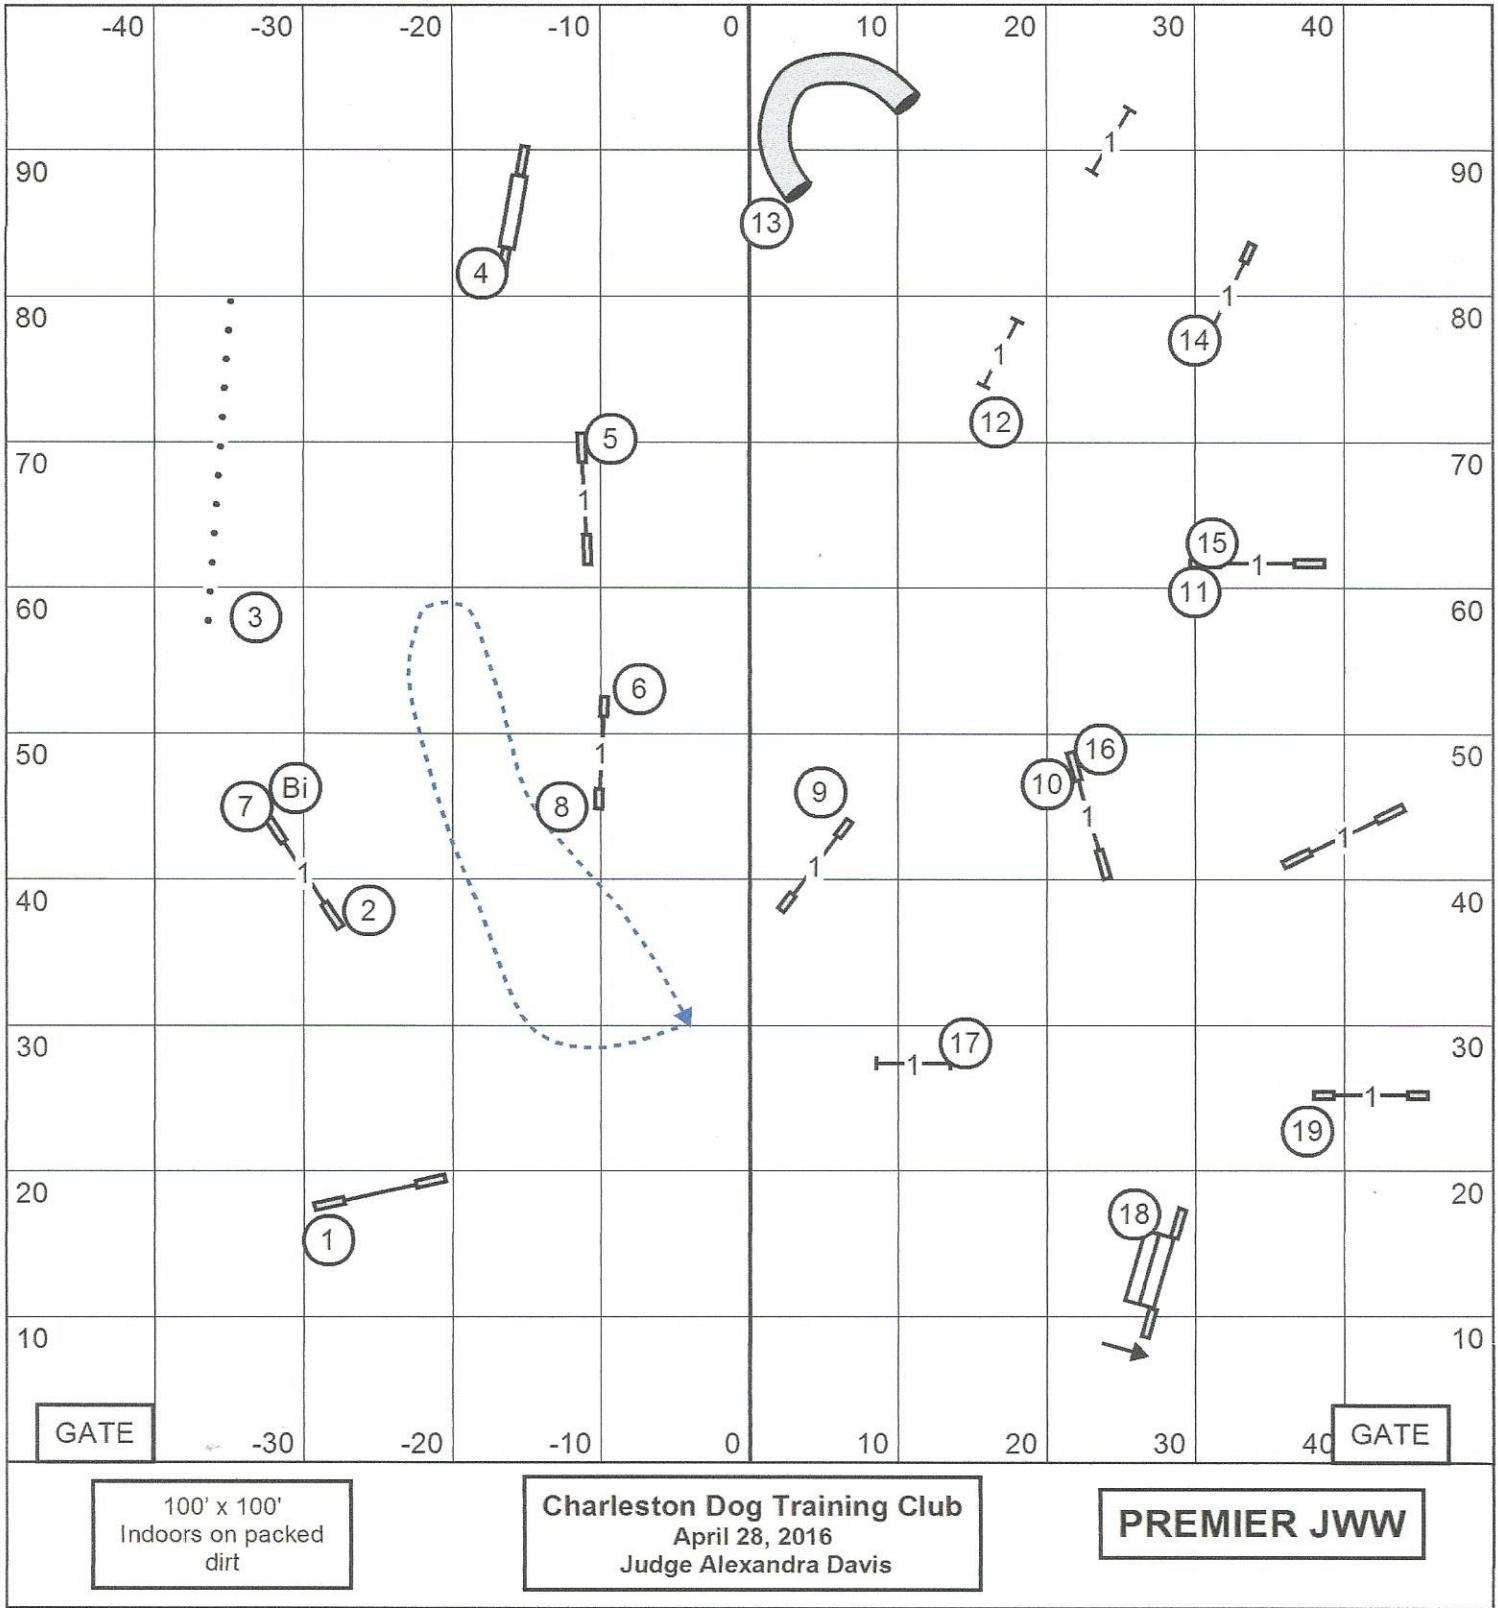 -40 -30 -20 -10 0 10 20 30 40
1
90 90
13
4
1
80 80
14
1
12
5
70 70
1
15
1
11
60 60
3
6
50 1 16 50
Bi
7 8 9 10
1
1
1 1
40 2 40
30 17 30
1
1
19
20 20
18
1
10 10
GATE -30 -20 -10 0 10 20 30 40 GATE
100' x 100'
Indoors on packed
dirt
Charleston Dog Training Club
April 28, 2016
Judge Alexandra Davis
PREMIER JWW